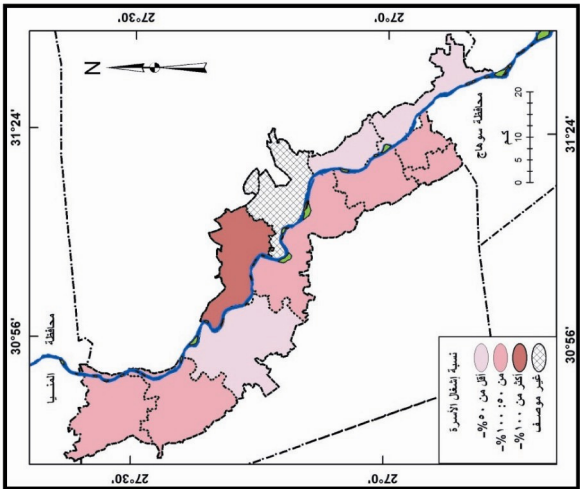 27°30'
27°0'
31°24'
30°56'
N
محافظة المنيا
محافظة سوهاج
20
10
5
0
كم
نسبة إشغال الأسرة
أقل من ٥٠%-
من ٥٠: ١٠٠%-
أكثر من ١٠٠%-
غير موصف
31°24'
30°56'
27°30'
27°0'